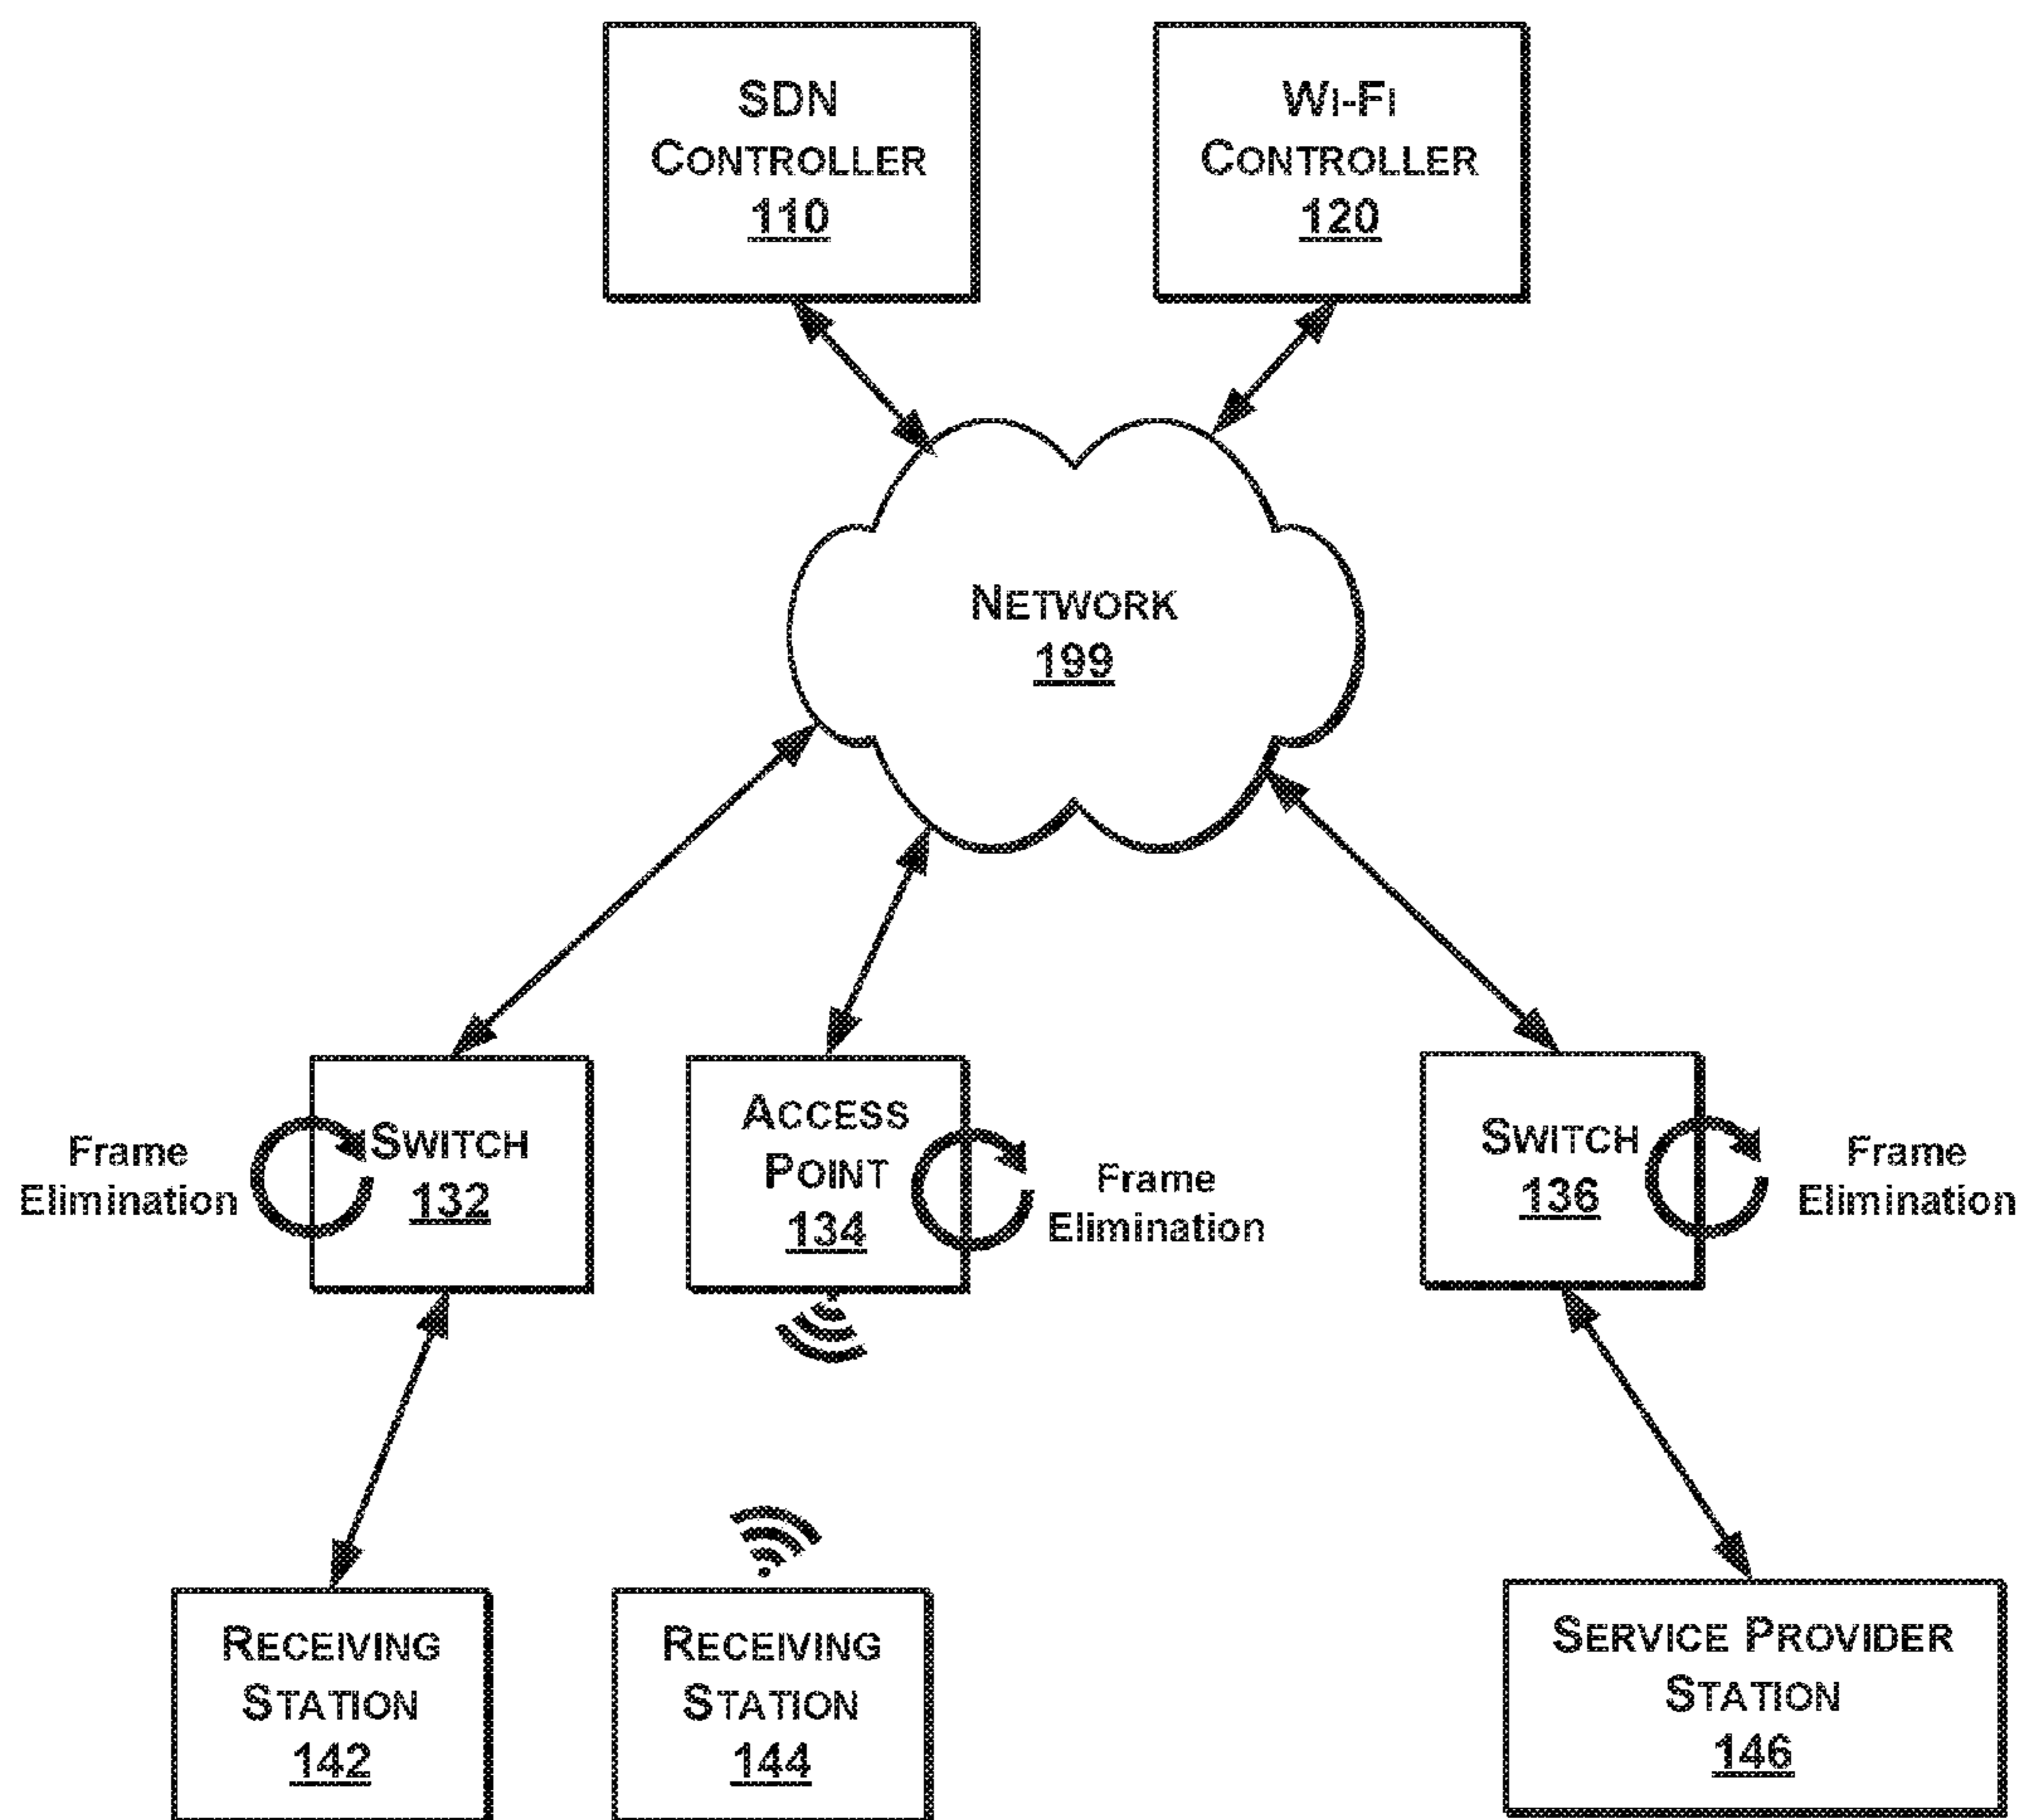 SDN
CONTROLLER
110
WI-FI
CONTROLLER
120
NETWORK
199
Frame
Elimination
SWITCH
132
ACCESS
POINT
134
Frame
Elimination
SWITCH
136
Frame
Elimination
RECEIVING
STATION
142
RECEIVING
STATION
144
SERVICE PROVIDER
STATION
146